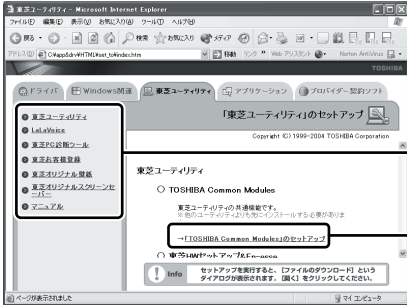 東芝ユーティリティ - Microsoft Internet Explorer
ファイル(F) 編集(E) 表示(V) お気に入り(A) ツール(T) ヘルプ(H)
戻る 検索 お気に入り メディア
アドレス(D) C:¥app&drv¥HTML¥set_to¥index.htm 移動 リンク Web アシスタント Norton AntiVirus
TOSHIBA
ドライバ Windows関連 東芝ユーティリティ アプリケーション プロバイダー契約ソフト
「東芝ユーティリティ」のセットアップ
Copyright (C) 1999-2004 TOSHIBA Corporation
東芝ユーティリティ
LaLaVoice
東芝PC診断ツール
東芝お客様登録
東芝オリジナル壁紙
東芝オリジナルスクリーンセーバー
マニュアル
東芝ユーティリティ
TOSHIBA Common Modules
東芝ユーティリティの共通機能です。
※他のユーティリティよりも先にインストールする必要がありま
→「TOSHIBA Common Modules」のセットアップ
東芝HWセットアップ&Fn-esse
Info セットアップを実行すると、[ファイルのダウンロード] という
ダイアログが表示されます。[開く] をクリックしてください。
ページが表示されました マイ コンピュータ